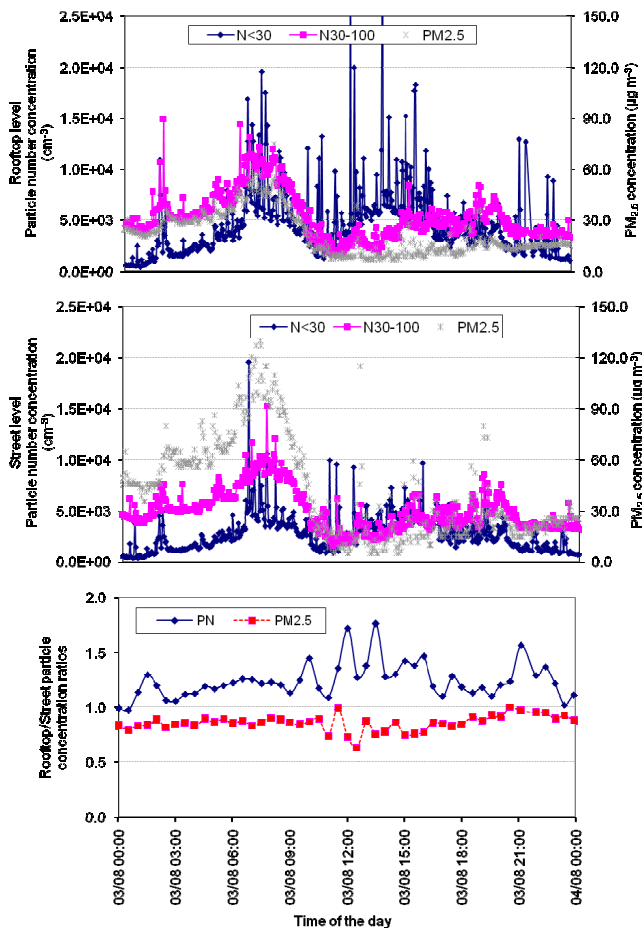 2.5E+04
2.0E+04
1.5E+04
1.0E+04
5.0E+03
0.0E+00
Rooftop level
Particle number concentration
(cm-3)
N<30 N30-100 PM2.5
150.0
120.0
90.0
60.0
30.0
0.0
PM2.5 concentration (µg m-3)
2.5E+04
2.0E+04
1.5E+04
1.0E+04
5.0E+03
0.0E+00
Street level
Particle number concentration
(cm-3)
N<30 N30-100 PM2.5
150.0
120.0
90.0
60.0
30.0
0.0
PM2.5 concentration (µg m-3)
2.0
1.5
1.0
0.5
0.0
Rooftop/Street particle
concentration ratios
PN PM2.5
03/08 00:00
03/08 03:00
03/08 06:00
03/08 09:00
03/08 12:00
03/08 15:00
03/08 18:00
03/08 21:00
04/08 00:00
Time of the day